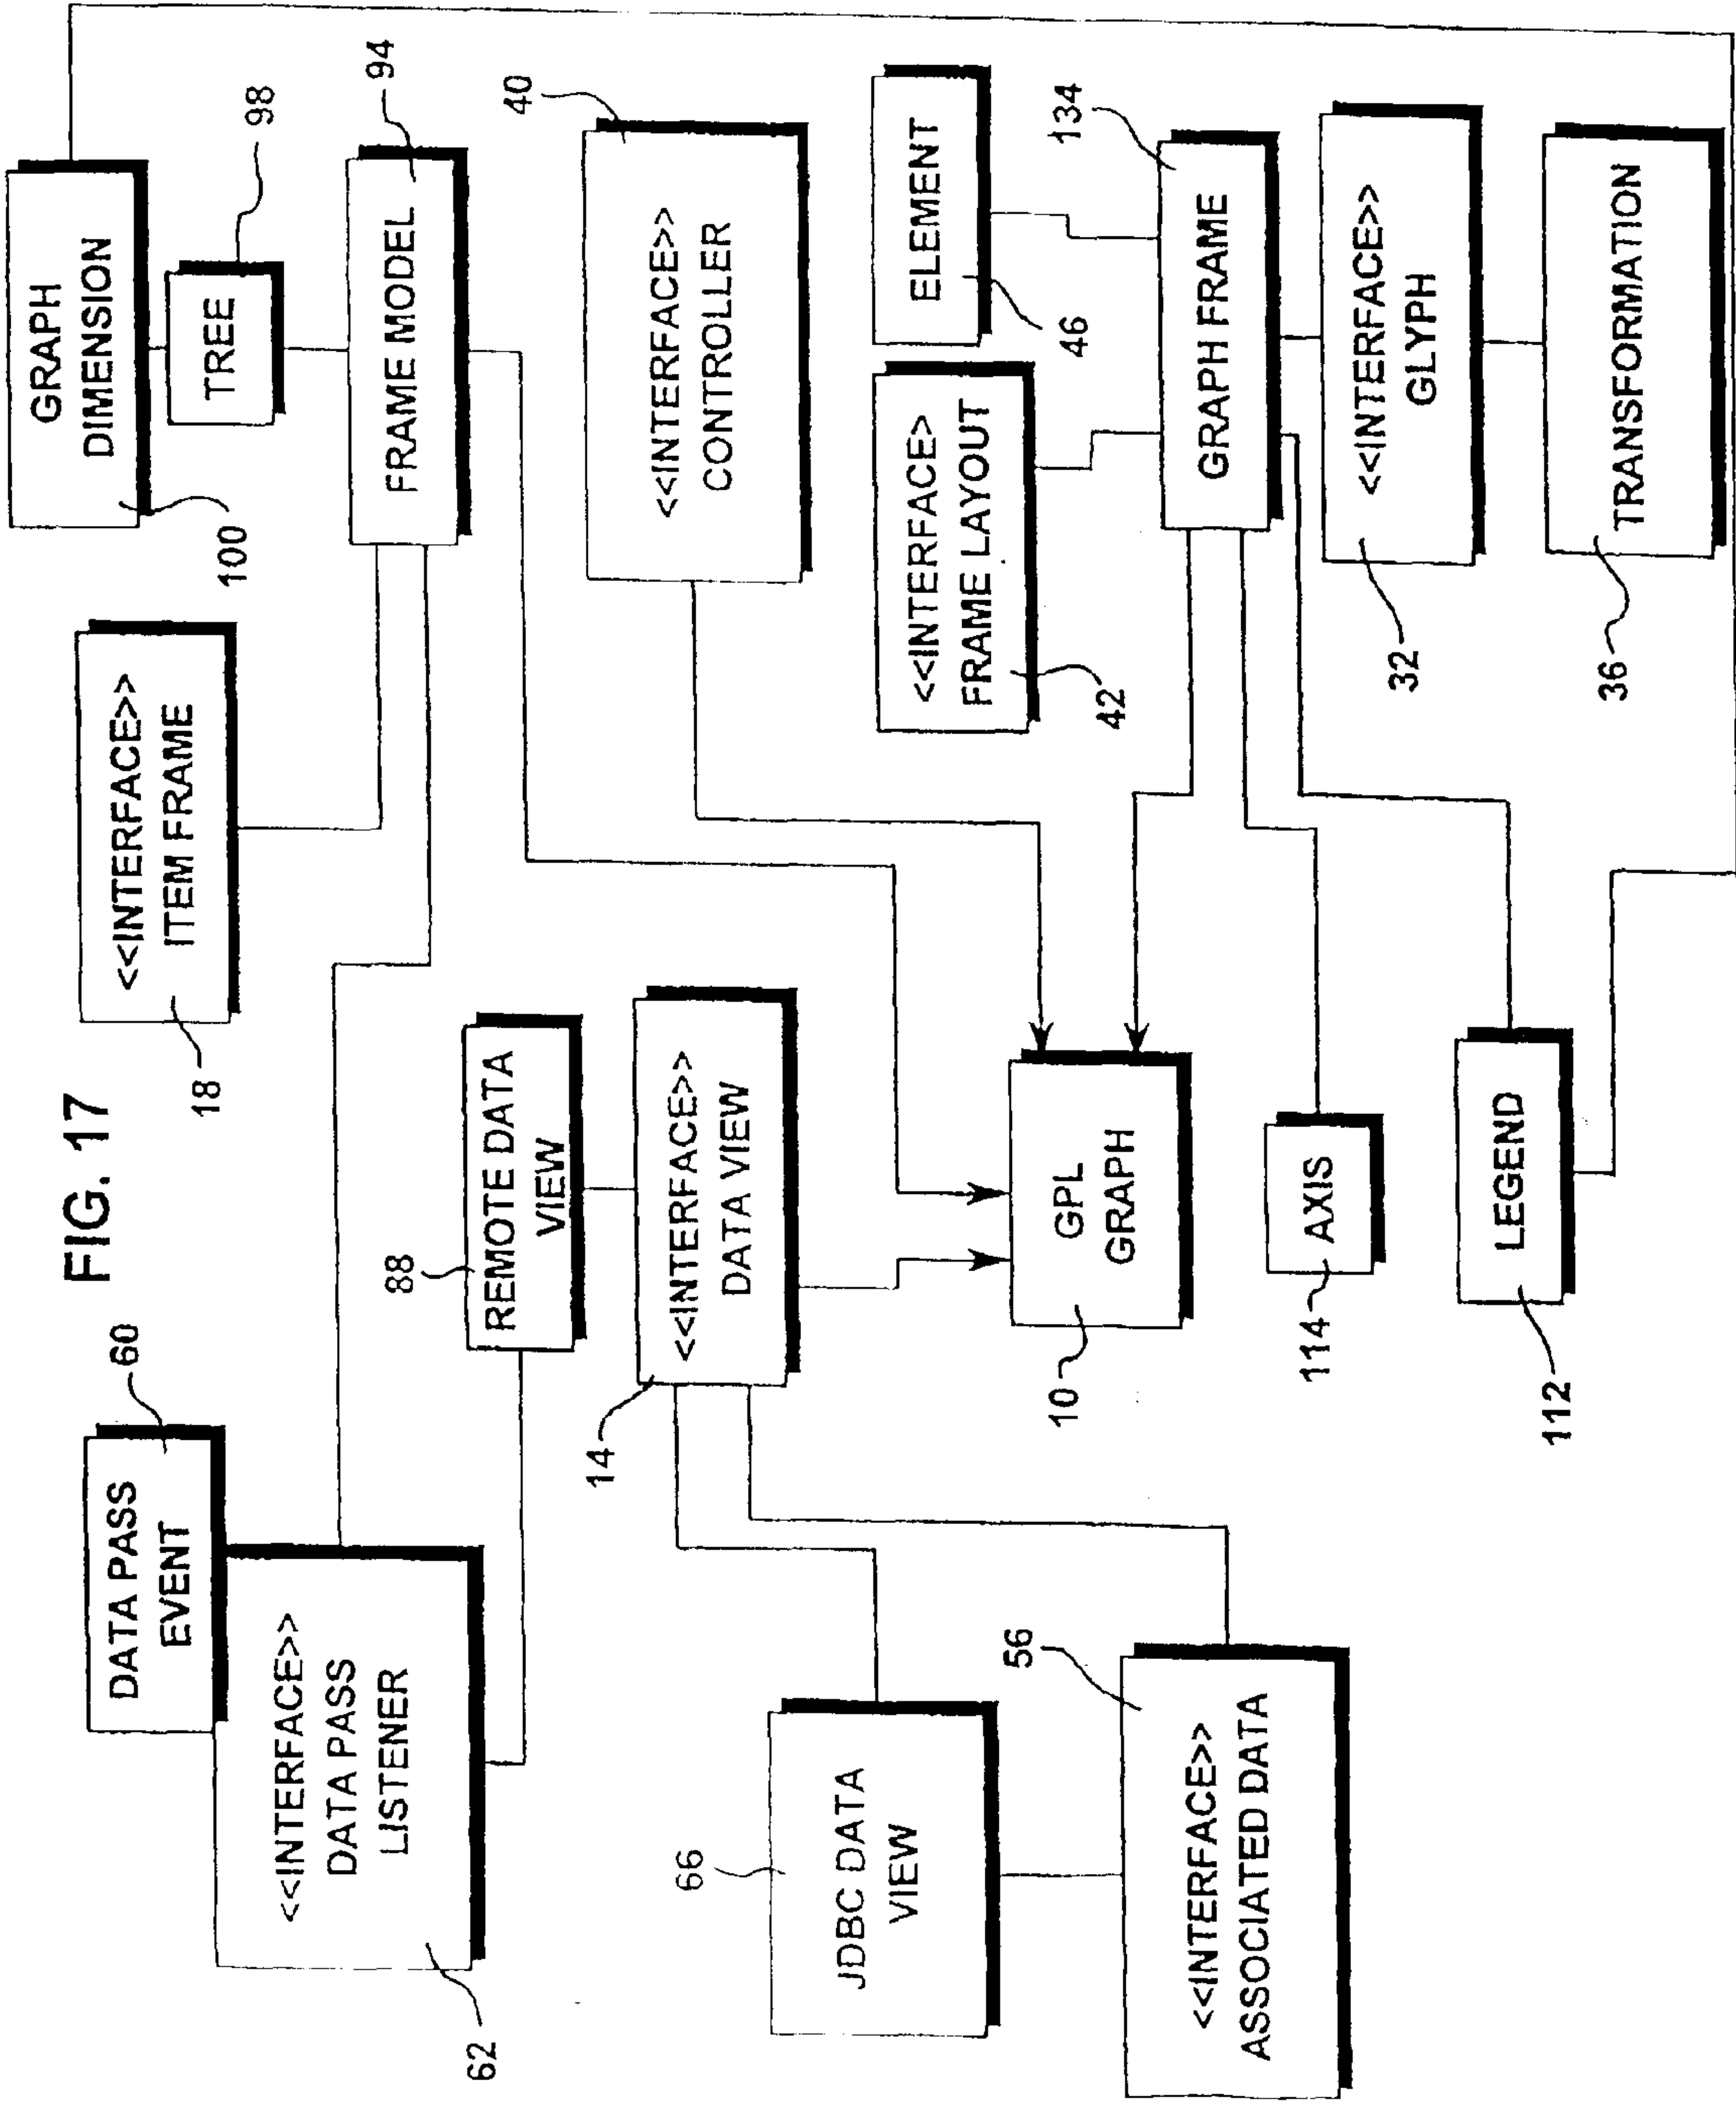 FIG. 17
DATA PASS
EVENT
60
<<INTERFACE>>
DATA PASS
LISTENER
62
<<INTERFACE>>
ITEM FRAME
18
GRAPH
DIMENSION
100
TREE
98
FRAME MODEL
94
REMOTE DATA
VIEW
88
<<INTERFACE>>
DATA VIEW
14
<<INTERFACE>>
CONTROLLER
40
JDBC DATA
VIEW
66
<<INTERFACE>>
ASSOCIATED DATA
56
GPL
GRAPH
10
<<INTERFACE>
FRAME LAYOUT
42
ELEMENT
46
GRAPH FRAME
134
AXIS
114
<<INTERFACE>>
GLYPH
32
LEGEND
112
TRANSFORMATION
36